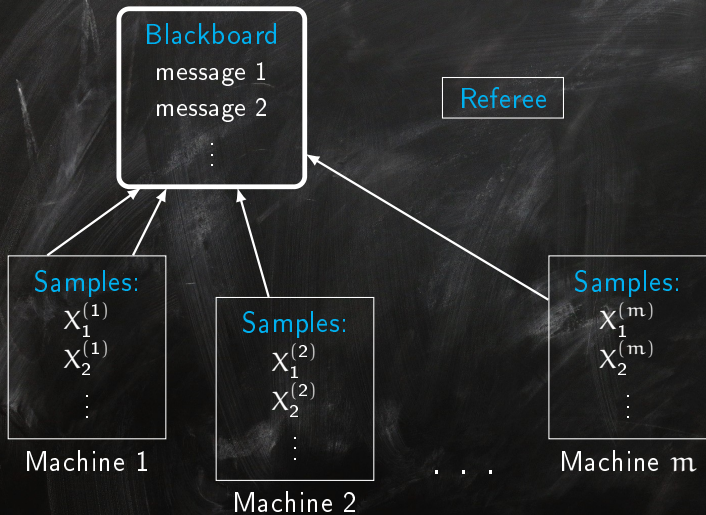 Blackboard
message 1
message 2
⋮
Referee
Samples:
X₁⁽¹⁾
X₂⁽¹⁾
⋮
Machine 1
Samples:
X₁⁽²⁾
X₂⁽²⁾
⋮
Machine 2
. . .
Samples:
X₁⁽ᵐ⁾
X₂⁽ᵐ⁾
⋮
Machine m